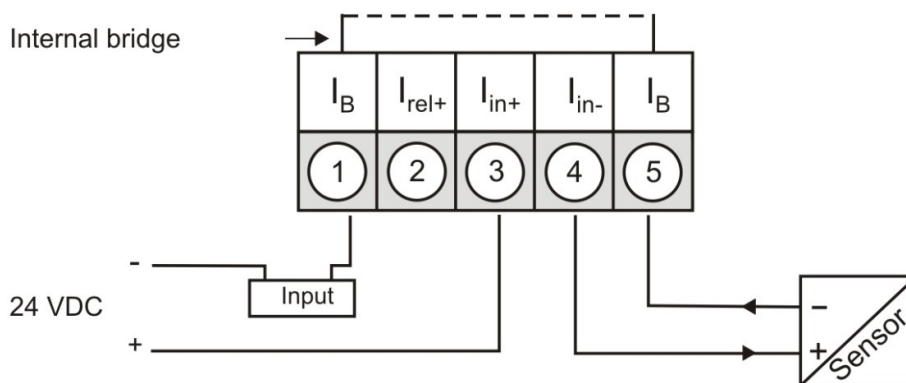 Internal bridge
I_B I_rel+ I_in+ I_in- I_B
1 2 3 4 5
-
Input
24 VDC
+
-
+
Sensor